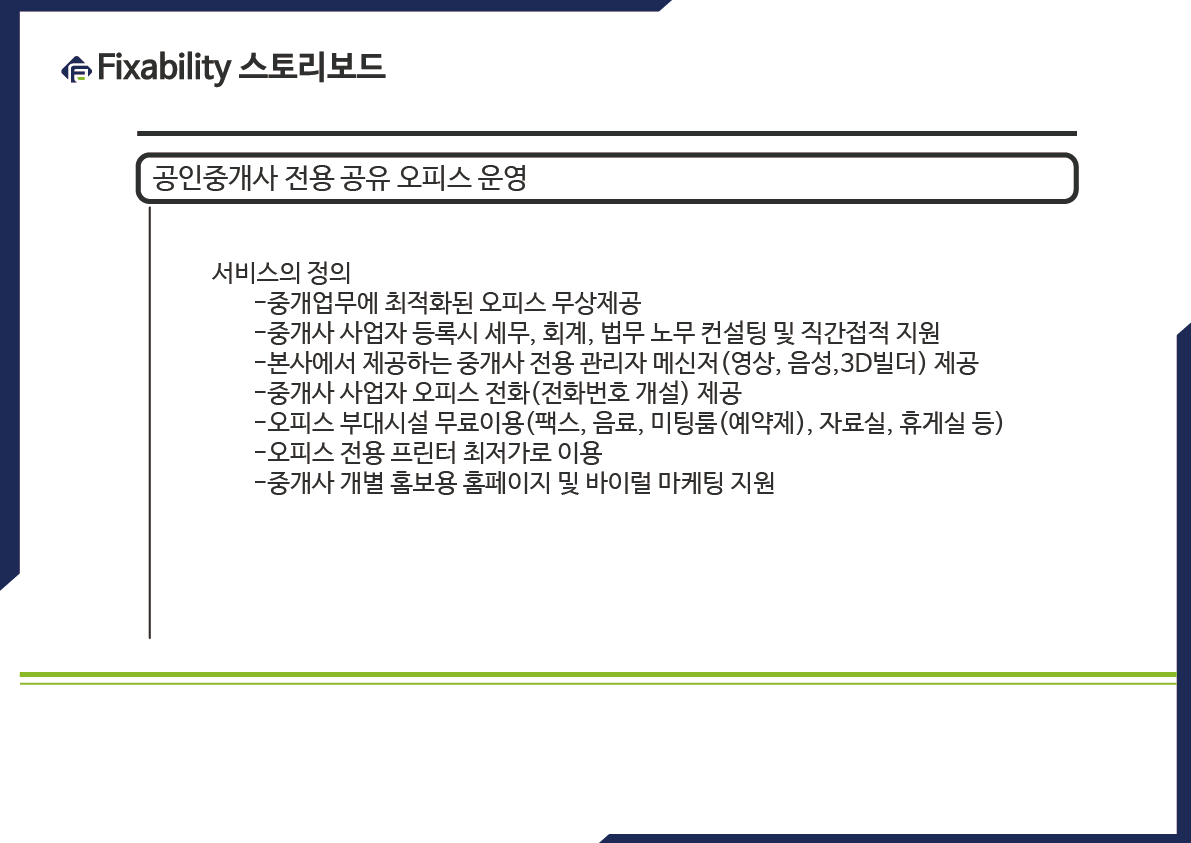 Fixability 스토리보드
공인중개사 전용 공유 오피스 운영
서비스의 정의
-중개업무에 최적화된 오피스 무상제공
-중개사 사업자 등록시 세무, 회계, 법무 노무 컨설팅 및 직간접적 지원
-본사에서 제공하는 중개사 전용 관리자 메신저(영상, 음성,3D빌더) 제공
-중개사 사업자 오피스 전화(전화번호 개설) 제공
-오피스 부대시설 무료이용(팩스, 음료, 미팅룸(예약제), 자료실, 휴게실 등)
-오피스 전용 프린터 최저가로 이용
-중개사 개별 홈보용 홈페이지 및 바이럴 마케팅 지원